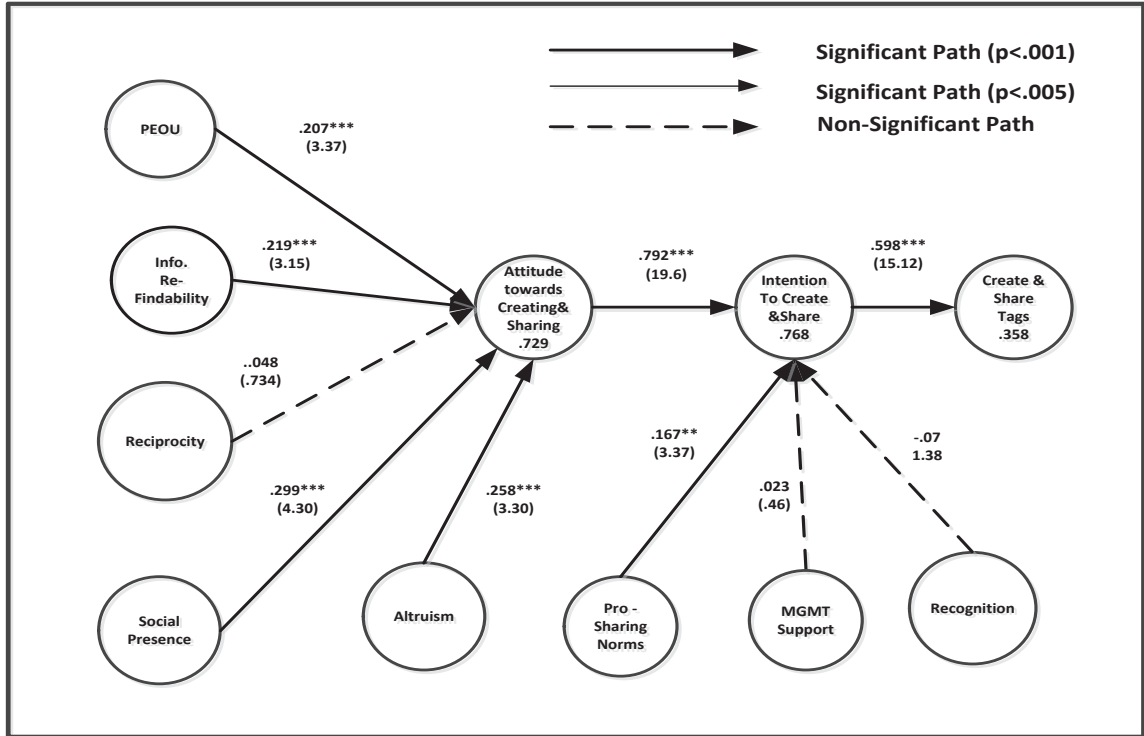 Significant Path (p<.001)
Significant Path (p<.005)
Non-Significant Path
PEOU
.207***
(3.37)
Info.
Re-
Findability
.219***
(3.15)
Attitude
towards
Creating&
Sharing
.729
.792***
(19.6)
Intention
To Create
&Share
.768
.598***
(15.12)
Create &
Share
Tags
.358
Reciprocity
..048
(.734)
Social
Presence
.299***
(4.30)
Altruism
.258***
(3.30)
Pro -
Sharing
Norms
.167**
(3.37)
MGMT
Support
.023
(.46)
Recognition
-.07
1.38